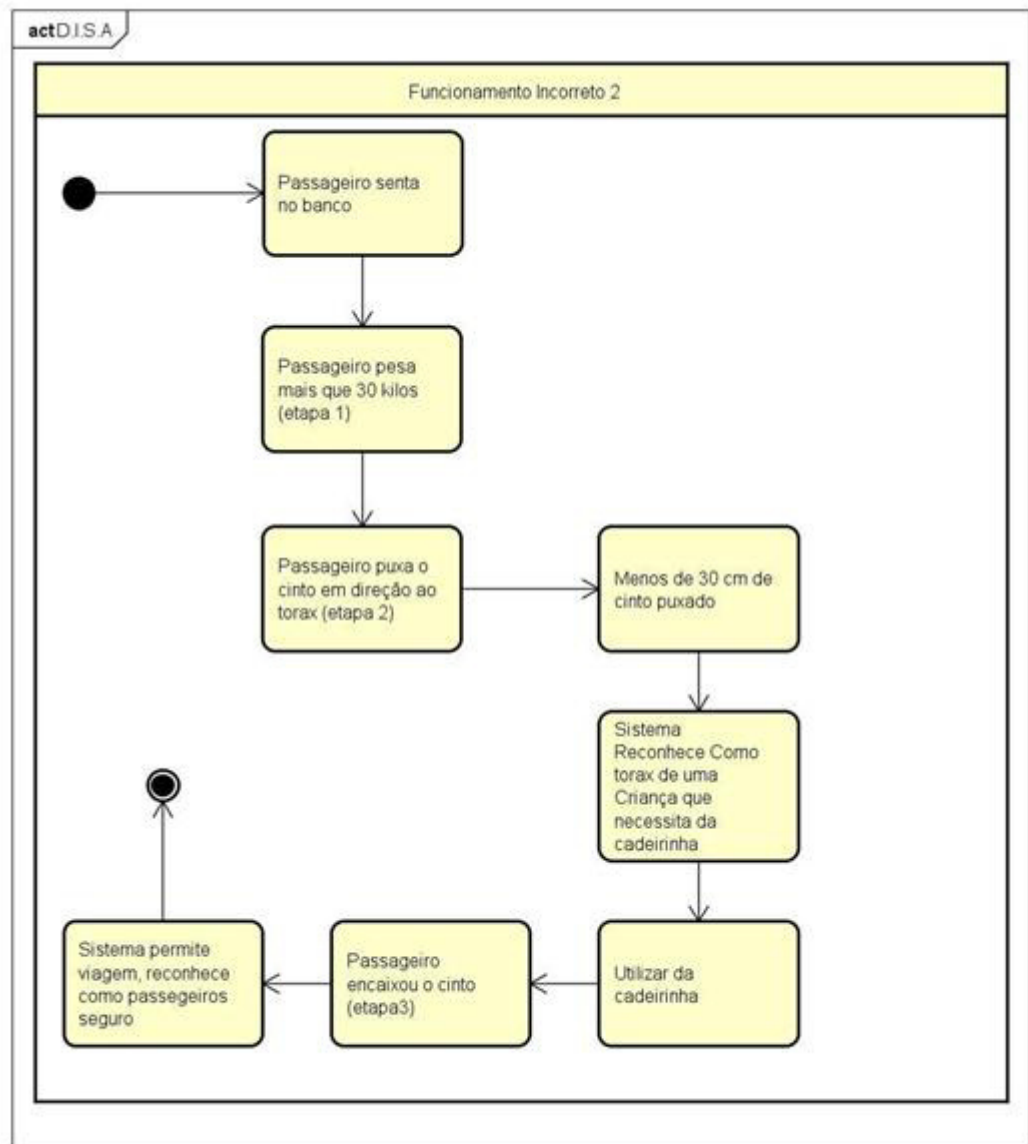 act D.I.S.A
Funcionamento Incorreto 2
Passageiro senta
no banco
Passageiro pesa
mais que 30 kilos
(etapa 1)
Passageiro puxa o
cinto em direção ao
torax (etapa 2)
Menos de 30 cm de
cinto puxado
Sistema
Reconhece Como
torax de uma
Criança que
necessita da
cadeirinha
Utilizar da
cadeirinha
Passageiro
encaixou o cinto
(etapa3)
Sistema permite
viagem, reconhece
como passegeiros
seguro